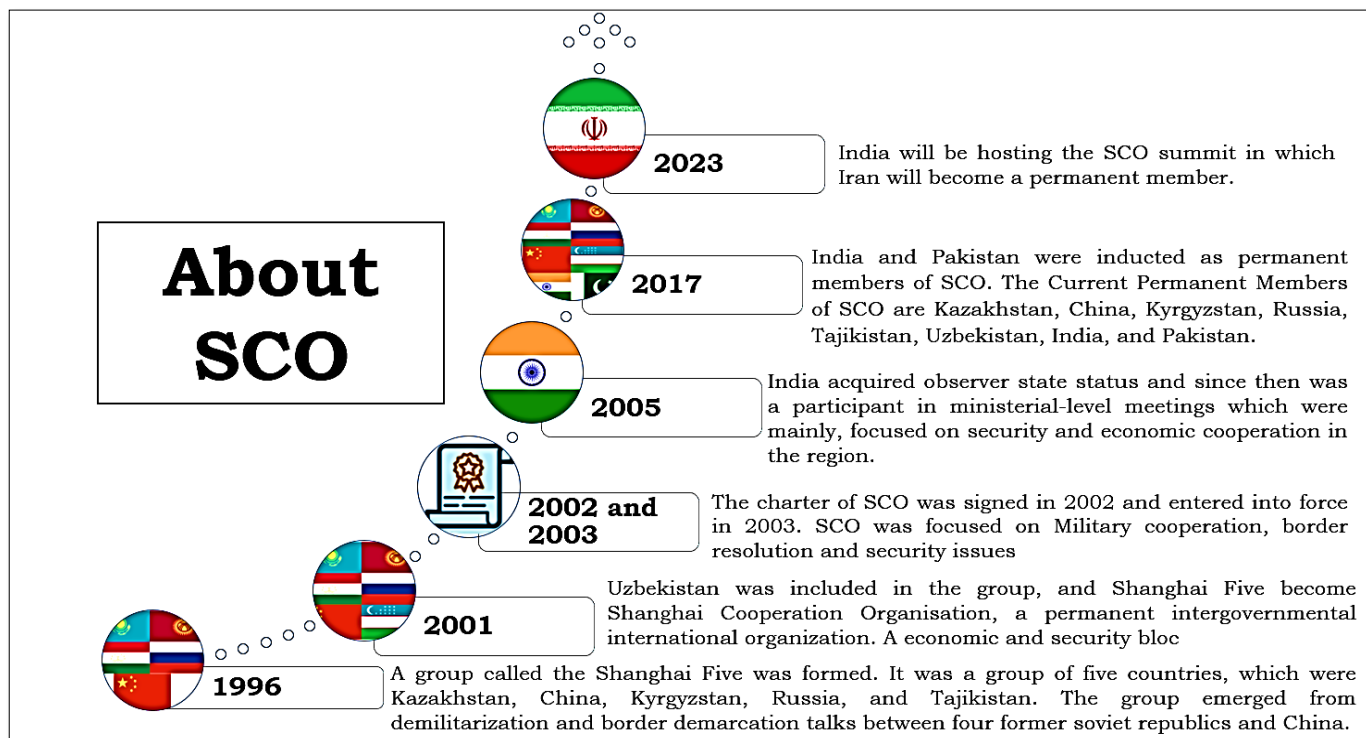 About
SCO
2023
India will be hosting the SCO summit in which
Iran will become a permanent member.
2017
India and Pakistan were inducted as permanent
members of SCO. The Current Permanent Members
of SCO are Kazakhstan, China, Kyrgyzstan, Russia,
Tajikistan, Uzbekistan, India, and Pakistan.
2005
India acquired observer state status and since then was
a participant in ministerial-level meetings which were
mainly, focused on security and economic cooperation in
the region.
2002 and
2003
The charter of SCO was signed in 2002 and entered into force
in 2003. SCO was focused on Military cooperation, border
resolution and security issues
2001
Uzbekistan was included in the group, and Shanghai Five become
Shanghai Cooperation Organisation, a permanent intergovernmental
international organization. A economic and security bloc
1996
A group called the Shanghai Five was formed. It was a group of five countries, which were
Kazakhstan, China, Kyrgyzstan, Russia, and Tajikistan. The group emerged from
demilitarization and border demarcation talks between four former soviet republics and China.